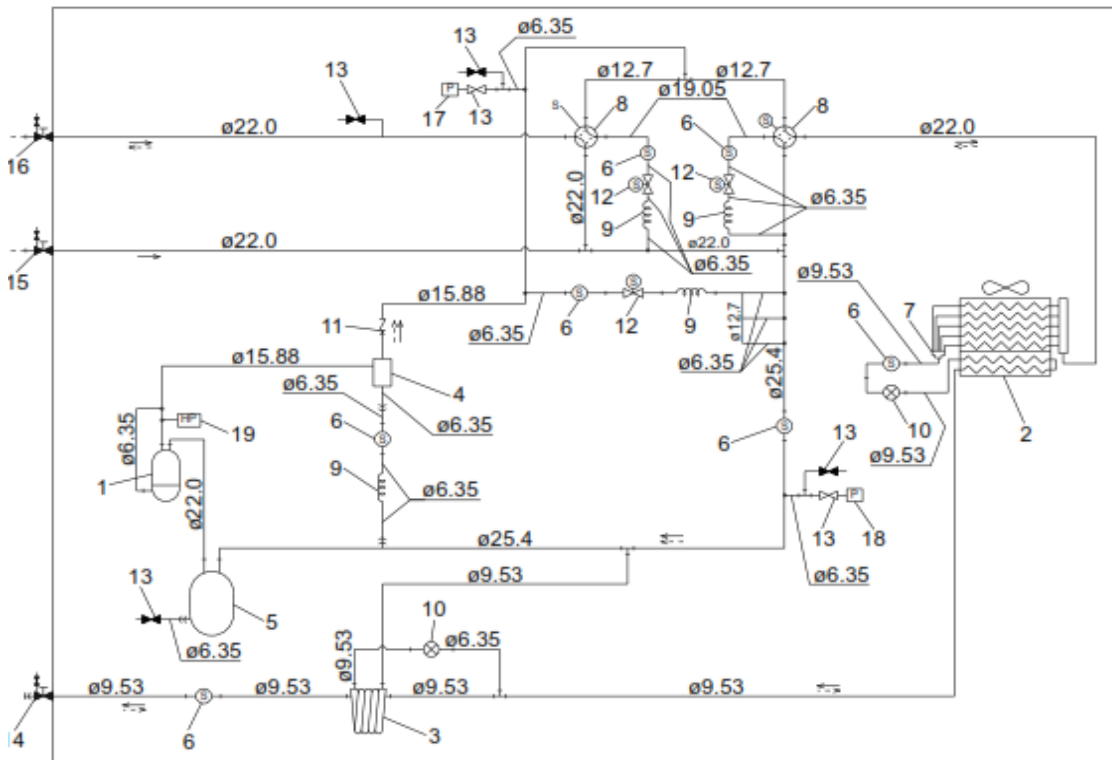 13 ø6.35
13 ø12.7 ø12.7
P S 8 ø19.05 S 8
17 13 6 6
ø22.0 ø22.0
16 S S
6
12 S 12 S ø6.35
ø22.0
9 9
ø22.0 ø22.0
15 ø6.35
S ø9.53
ø15.88 S
ø6.35 6 12 9 ø12.7 7 6
11
ø15.88 ø6.35 S
4 ø25.4
ø6.35 ø6.35 10 2
HP 6 S 6 S ø9.53
ø6.35 19
1 9 ø6.35 13
ø22.0 P
13 18
ø25.4
ø6.35
13 ø9.53
5 10
ø6.35 ø9.53 ø6.35
ø9.53 S ø9.53 ø9.53 ø9.53
14 6 3